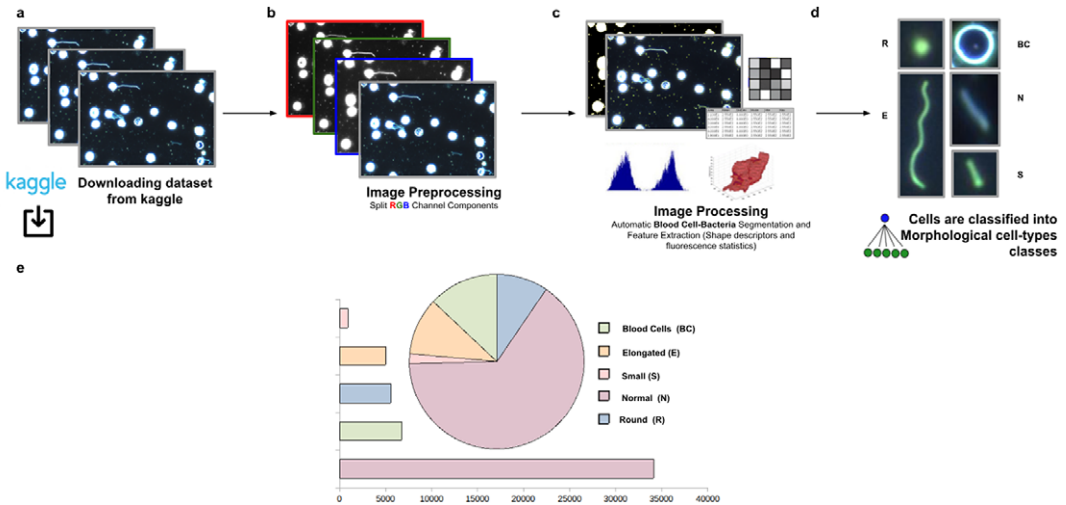 a
b
c
d
kaggle
Downloading dataset
from kaggle
Image Preprocessing
Split RGB Channel Components
Image Processing
Automatic Blood Cell-Bacteria Segmentation and
Feature Extraction (Shape descriptors and
fluorescence statistics)
R
BC
E
N
S
Cells are classified into
Morphological cell-types
classes
e
Blood Cells (BC)
Elongated (E)
Small (S)
Normal (N)
Round (R)
0
5000
10000
15000
20000
25000
30000
35000
40000